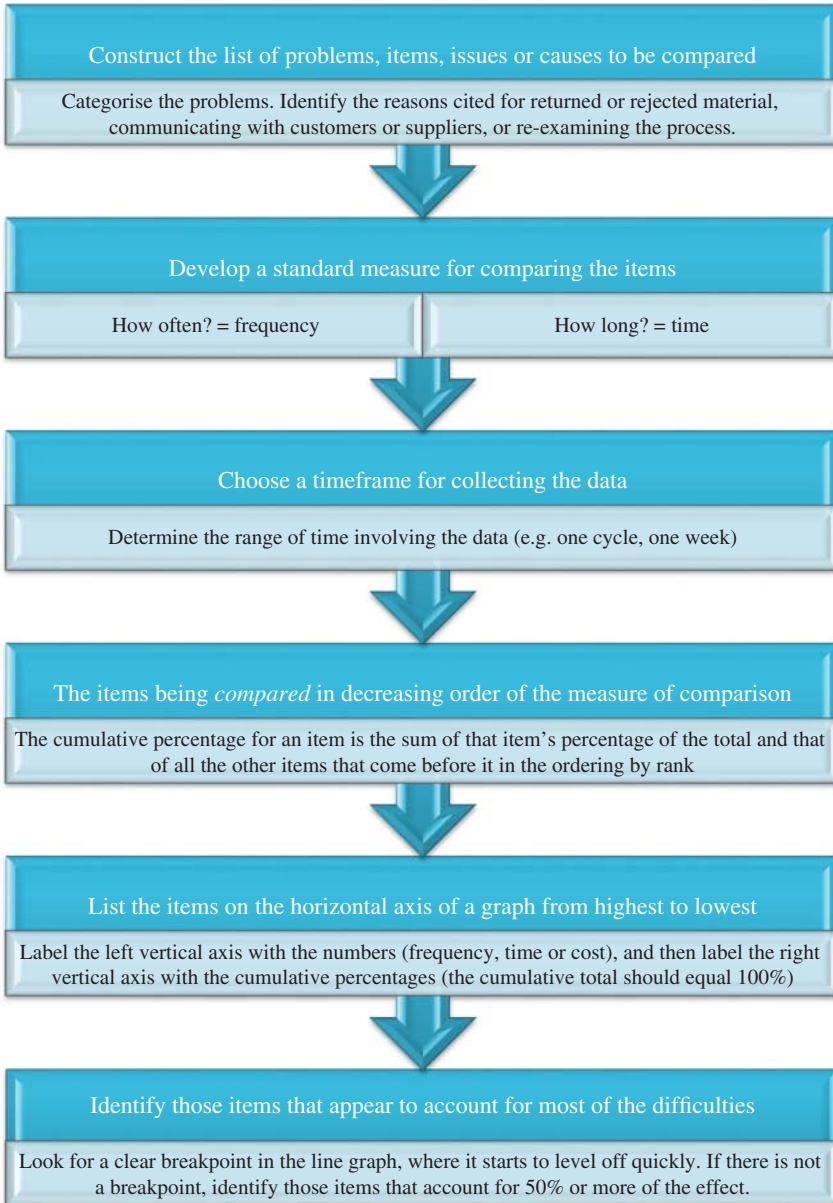 Construct the list of problems, items, issues or causes to be compared
Categorise the problems. Identify the reasons cited for returned or rejected material,
communicating with customers or suppliers, or re-examining the process.
Develop a standard measure for comparing the items
How often? = frequency
How long? = time
Choose a timeframe for collecting the data
Determine the range of time involving the data (e.g. one cycle, one week)
The items being compared in decreasing order of the measure of comparison
The cumulative percentage for an item is the sum of that item’s percentage of the total and that
of all the other items that come before it in the ordering by rank
List the items on the horizontal axis of a graph from highest to lowest
Label the left vertical axis with the numbers (frequency, time or cost), and then label the right
vertical axis with the cumulative percentages (the cumulative total should equal 100%)
Identify those items that appear to account for most of the difficulties
Look for a clear breakpoint in the line graph, where it starts to level off quickly. If there is not
a breakpoint, identify those items that account for 50% or more of the effect.